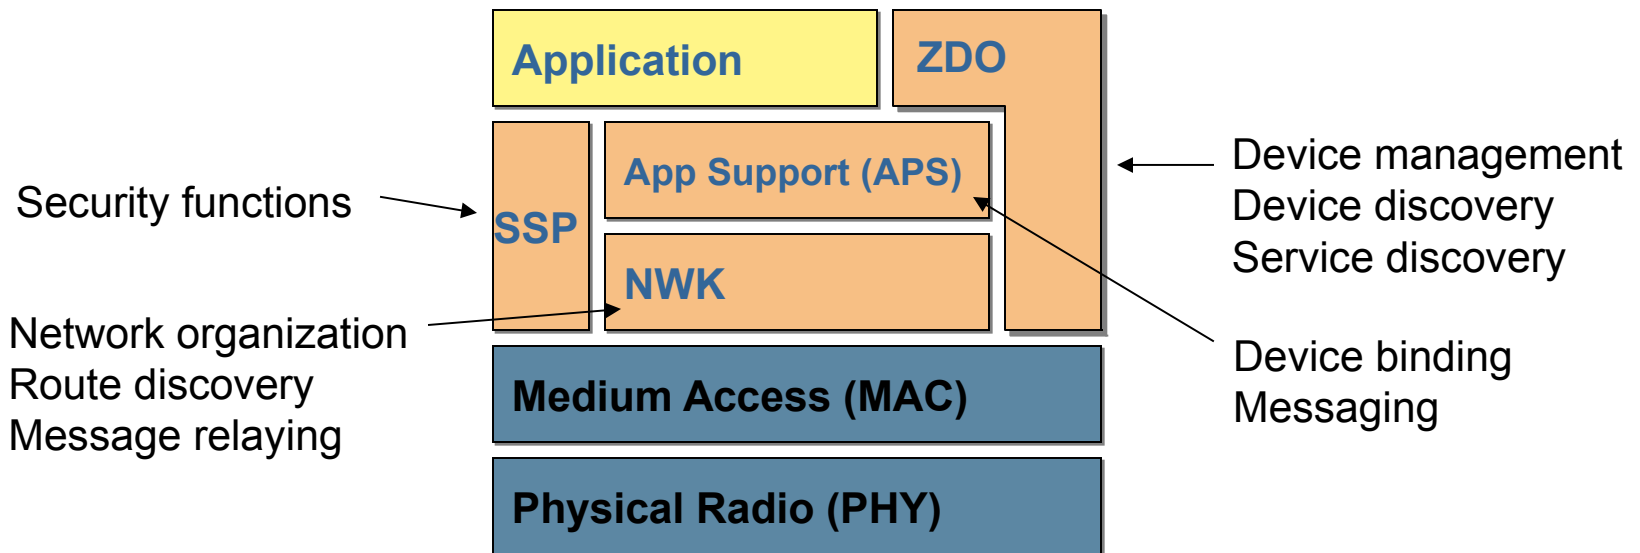 Application
ZDO
Security functions
SSP
App Support (APS)
NWK
Device management
Device discovery
Service discovery
Network organization
Route discovery
Message relaying
Device binding
Messaging
Medium Access (MAC)
Physical Radio (PHY)